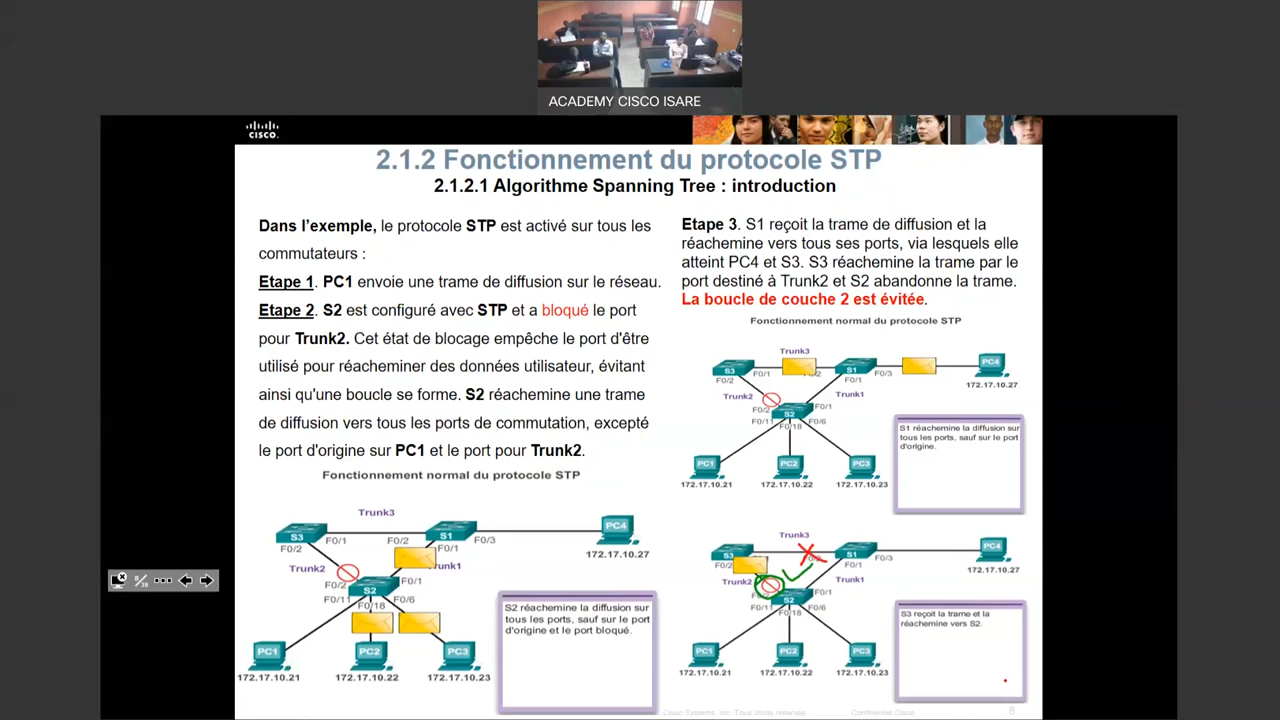 ACADEMY CISCO ISARE
CISCO
2.1.2 Fonctionnement du protocole STP
2.1.2.1 Algorithme Spanning Tree : introduction
Dans l'exemple, le protocole STP est activé sur tous les
commutateurs :
Etape 1. PC1 envoie une trame de diffusion sur le réseau.
Etape 2. S2 est configuré avec STP et a bloqué le port
pour Trunk2. Cet état de blocage empêche le port d'être
utilisé pour réacheminer des données utilisateur, évitant
ainsi qu'une boucle se forme. S2 réachemine une trame
de diffusion vers tous les ports de commutation, excepté
le port d'origine sur PC1 et le port pour Trunk2.
Fonctionnement normal du protocole STP
Trunk3
S3
S1
PC4
F0/1
F0/2
F0/3
F0/2
F0/1
172.17.10.27
Trunk2
runk1
F0/2
S2
F0/1
F0/11
F0/18
F0/6
PC1
PC2
PC3
172.17.10.21
172.17.10.22
172.17.10.23
S2 réachemine la diffusion sur
tous les ports, sauf sur le port
d'origine et le port bloqué.
Etape 3. S1 reçoit la trame de diffusion et la
réachemine vers tous ses ports, via lesquels elle
atteint PC4 et S3. S3 réachemine la trame par le
port destiné à Trunk2 et S2 abandonne la trame.
La boucle de couche 2 est évitée.
Fonctionnement normal du protocole STP
Trunk3
S3
S1
PC4
F0/1
F0/3
F0/2
F0/1
172.17.10.27
Trunk2
Trunk1
F0/2
S2
F0/1
F0/11
F0/18
F0/6
PC1
PC2
PC3
172.17.10.21
172.17.10.22
172.17.10.23
S1 réachemine la diffusion sur
tous les ports, sauf sur le port
d'origine.
Trunk3
S3
S1
PC4
F0/3
F0/1
172.17.10.27
Trunk2
Trunk1
S2
F0/1
F0/11
F0/18
F0/6
PC1
PC2
PC3
172.17.10.21
172.17.10.22
172.17.10.23
S3 reçoit la trame et la
réachemine vers S2.
Cisco Systems, Inc. Tous droits réservés.
Confidentiel Cisco
8